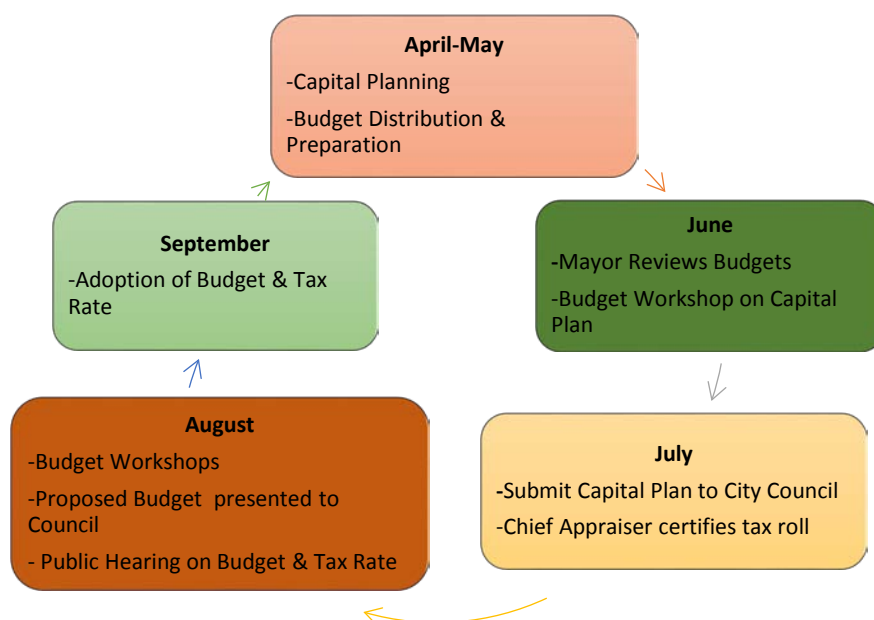 April-May
-Capital Planning
-Budget Distribution &
Preparation
June
-Mayor Reviews Budgets
-Budget Workshop on Capital
Plan
July
-Submit Capital Plan to City Council
-Chief Appraiser certifies tax roll
August
-Budget Workshops
-Proposed Budget  presented to
Council
- Public Hearing on Budget & Tax Rate
September
-Adoption of Budget & Tax
Rate